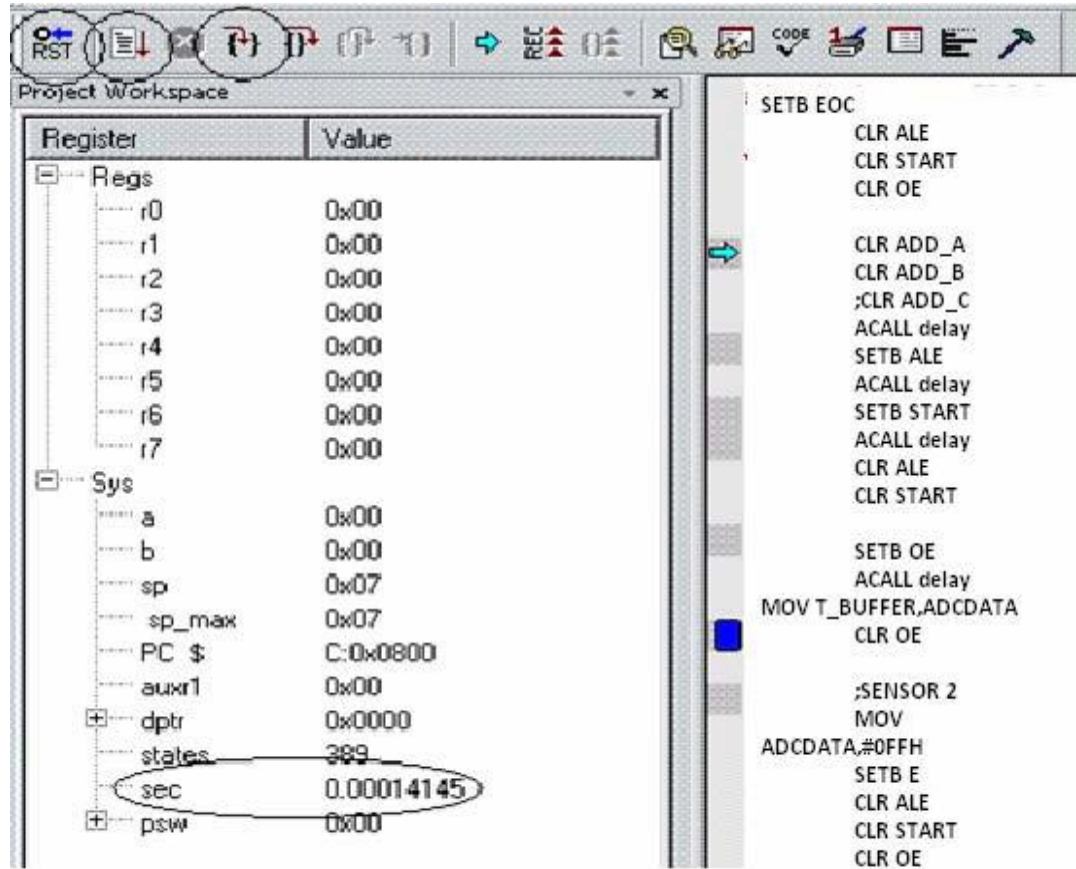 RST
REC
CODE
Project Workspace
Register Value
Regs
r0 0x00
r1 0x00
r2 0x00
r3 0x00
r4 0x00
r5 0x00
r6 0x00
r7 0x00
Sys
a 0x00
b 0x00
sp 0x07
sp_max 0x07
PC $ C:0x0800
auxr1 0x00
dptr 0x0000
states 389
sec 0.00014145
psw 0x00
SETB EOC
CLR ALE
CLR START
CLR OE
CLR ADD_A
CLR ADD_B
;CLR ADD_C
ACALL delay
SETB ALE
ACALL delay
SETB START
ACALL delay
CLR ALE
CLR START
SETB OE
ACALL delay
MOV T_BUFFER,ADCDATA
CLR OE
;SENSOR 2
MOV
ADCDATA,#0FFH
SETB E
CLR ALE
CLR START
CLR OE